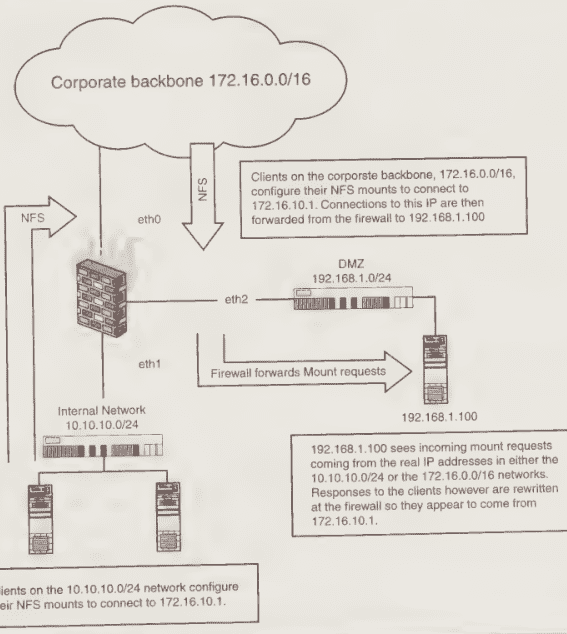 Corporate backbone 172.16.0.0/16
NFS
NFS
eth0
Clients on the corporste backbone, 172.16.0.0/16,
configure their NFS mounts to connect to
172.16.10.1. Connections to this IP are then
forwarded from the firewall to 192.168.1.100
DMZ
192.168.1.0/24
eth2
eth1
Firewall forwards Mount requests
192.168.1.100
Internal Network
10.10.10.0/24
192.168.1.100 sees incoming mount requests
coming from the real IP addresses in either the
10.10.10.0/24 or the 172.16.0.0/16 networks.
Responses to the clients however are rewritten
at the firewall so they appear to come from
172.16.10.1.
lients on the 10.10.10.0/24 network configure
eir NFS mounts to connect to 172.16.10.1.